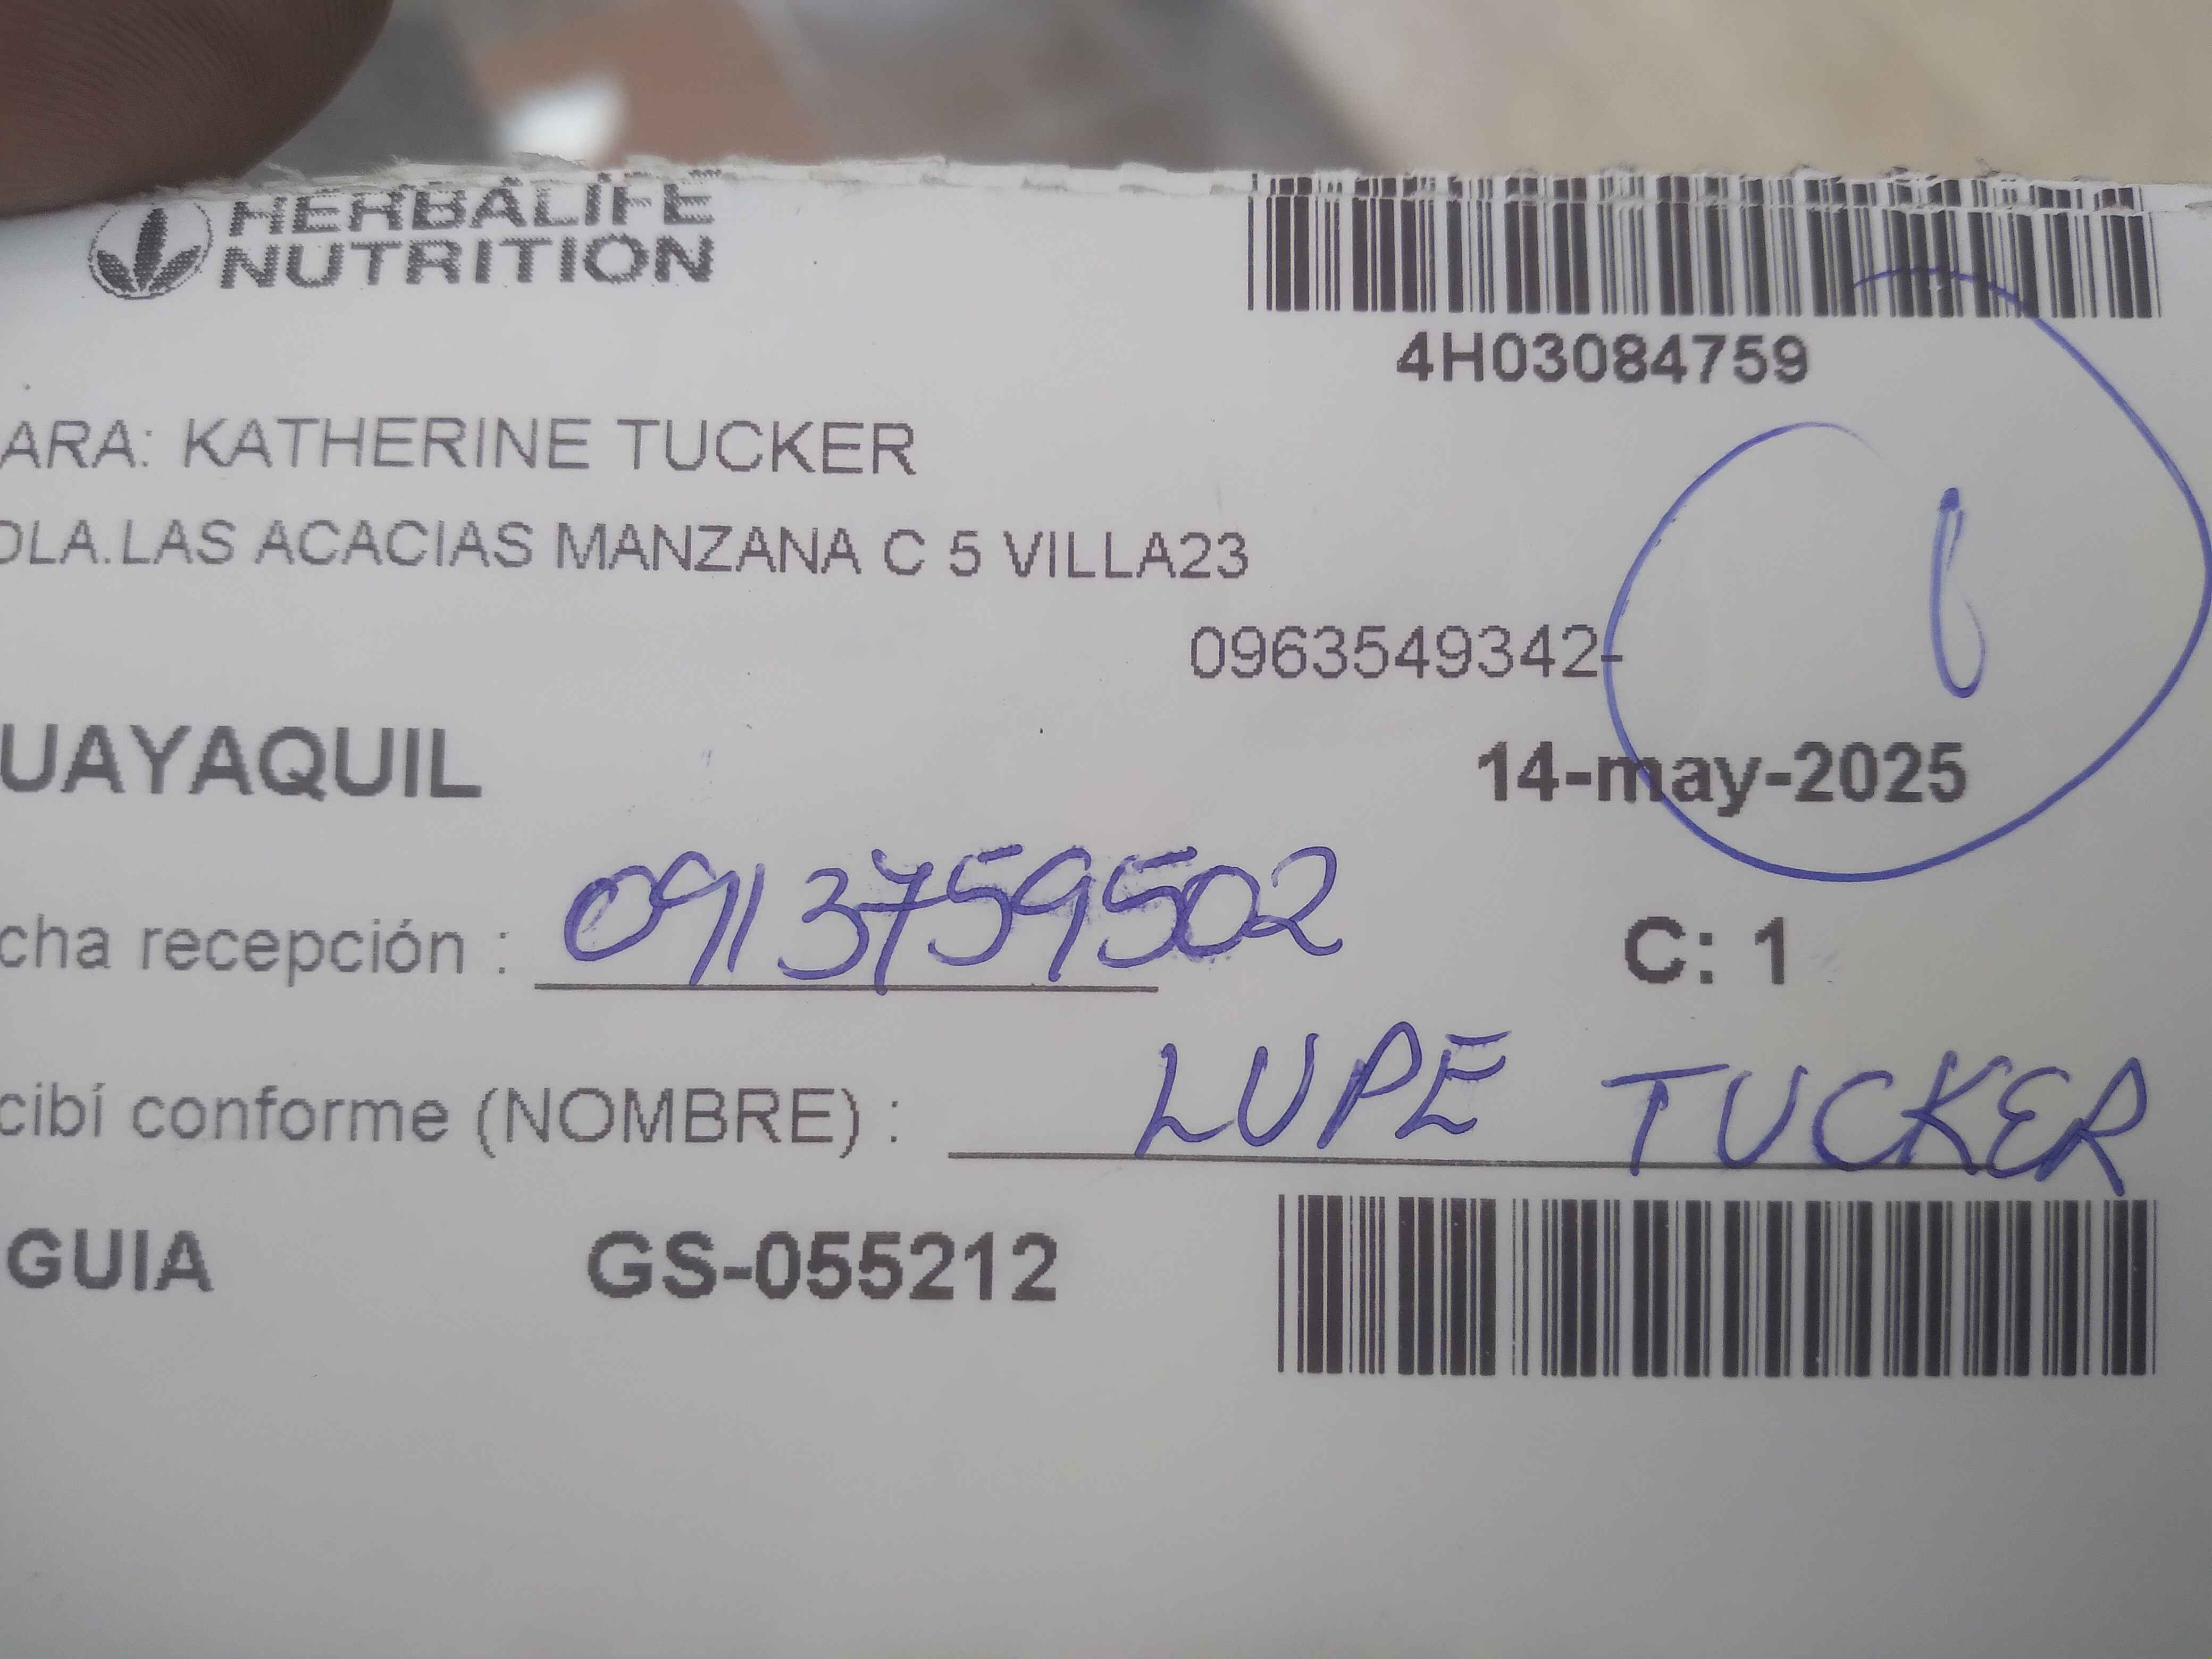 HERBALIFE
NUTRITION
4H03084759
ARA: KATHERINE TUCKER
OLA.LAS ACACIAS MANZANA C 5 VILLA23
0963549342-
UAYAQUIL
14-may-2025
cha recepción : 0913759502
C: 1
cibí conforme (NOMBRE) : LUPE TUCKER
GUIA GS-055212